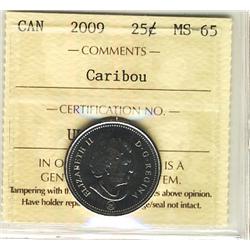 CAN 2009 25¢ MS-65
COMMENTS
Caribou
CERTIFICATION NO.
ELIZABETH II D·G·REGINA
IN IS A
GEN EM.
Tampering with es above opinion.
Have holder rep seal not intact.